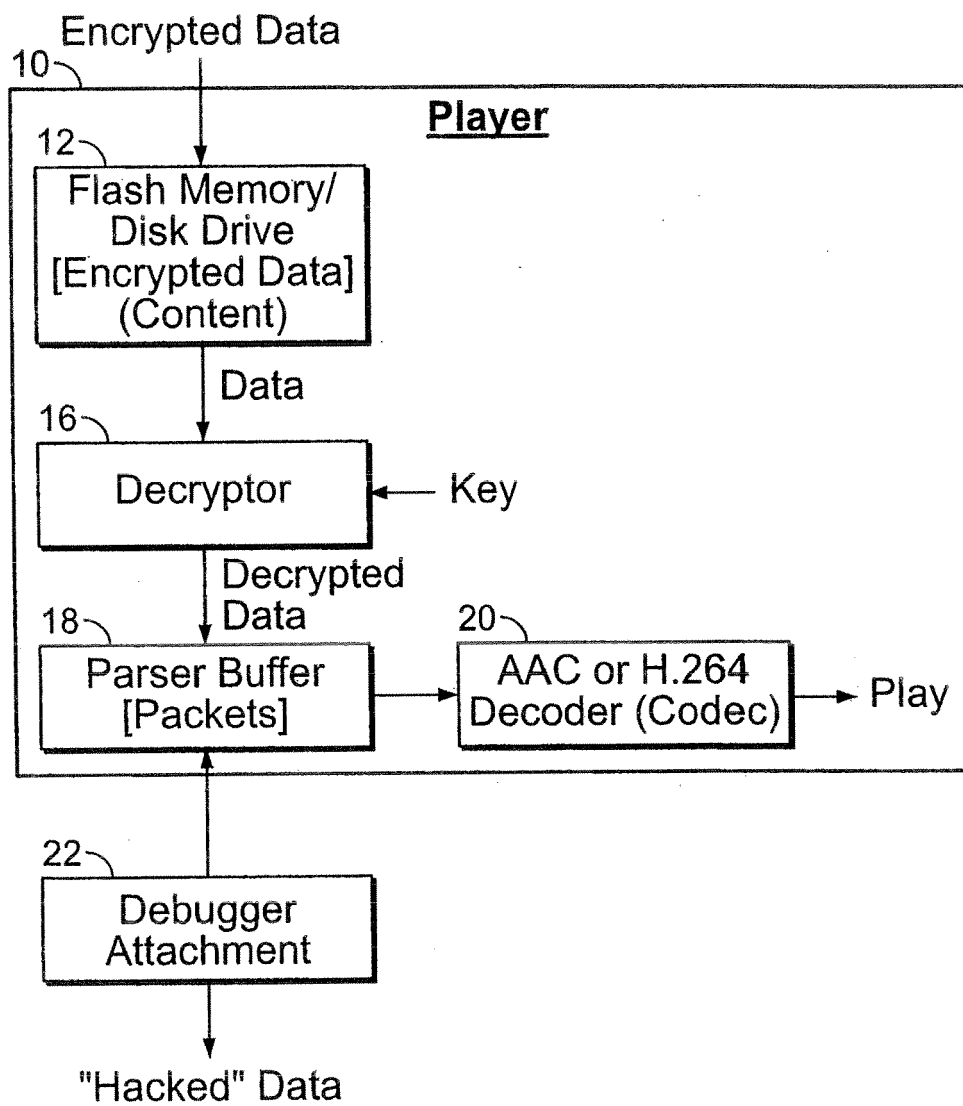 Encrypted Data
10
Player
12
Flash Memory/
Disk Drive
[Encrypted Data]
(Content)
Data
16
Decryptor
Key
Decrypted
Data
18
Parser Buffer
[Packets]
20
AAC or H.264
Decoder (Codec)
Play
22
Debugger
Attachment
"Hacked" Data